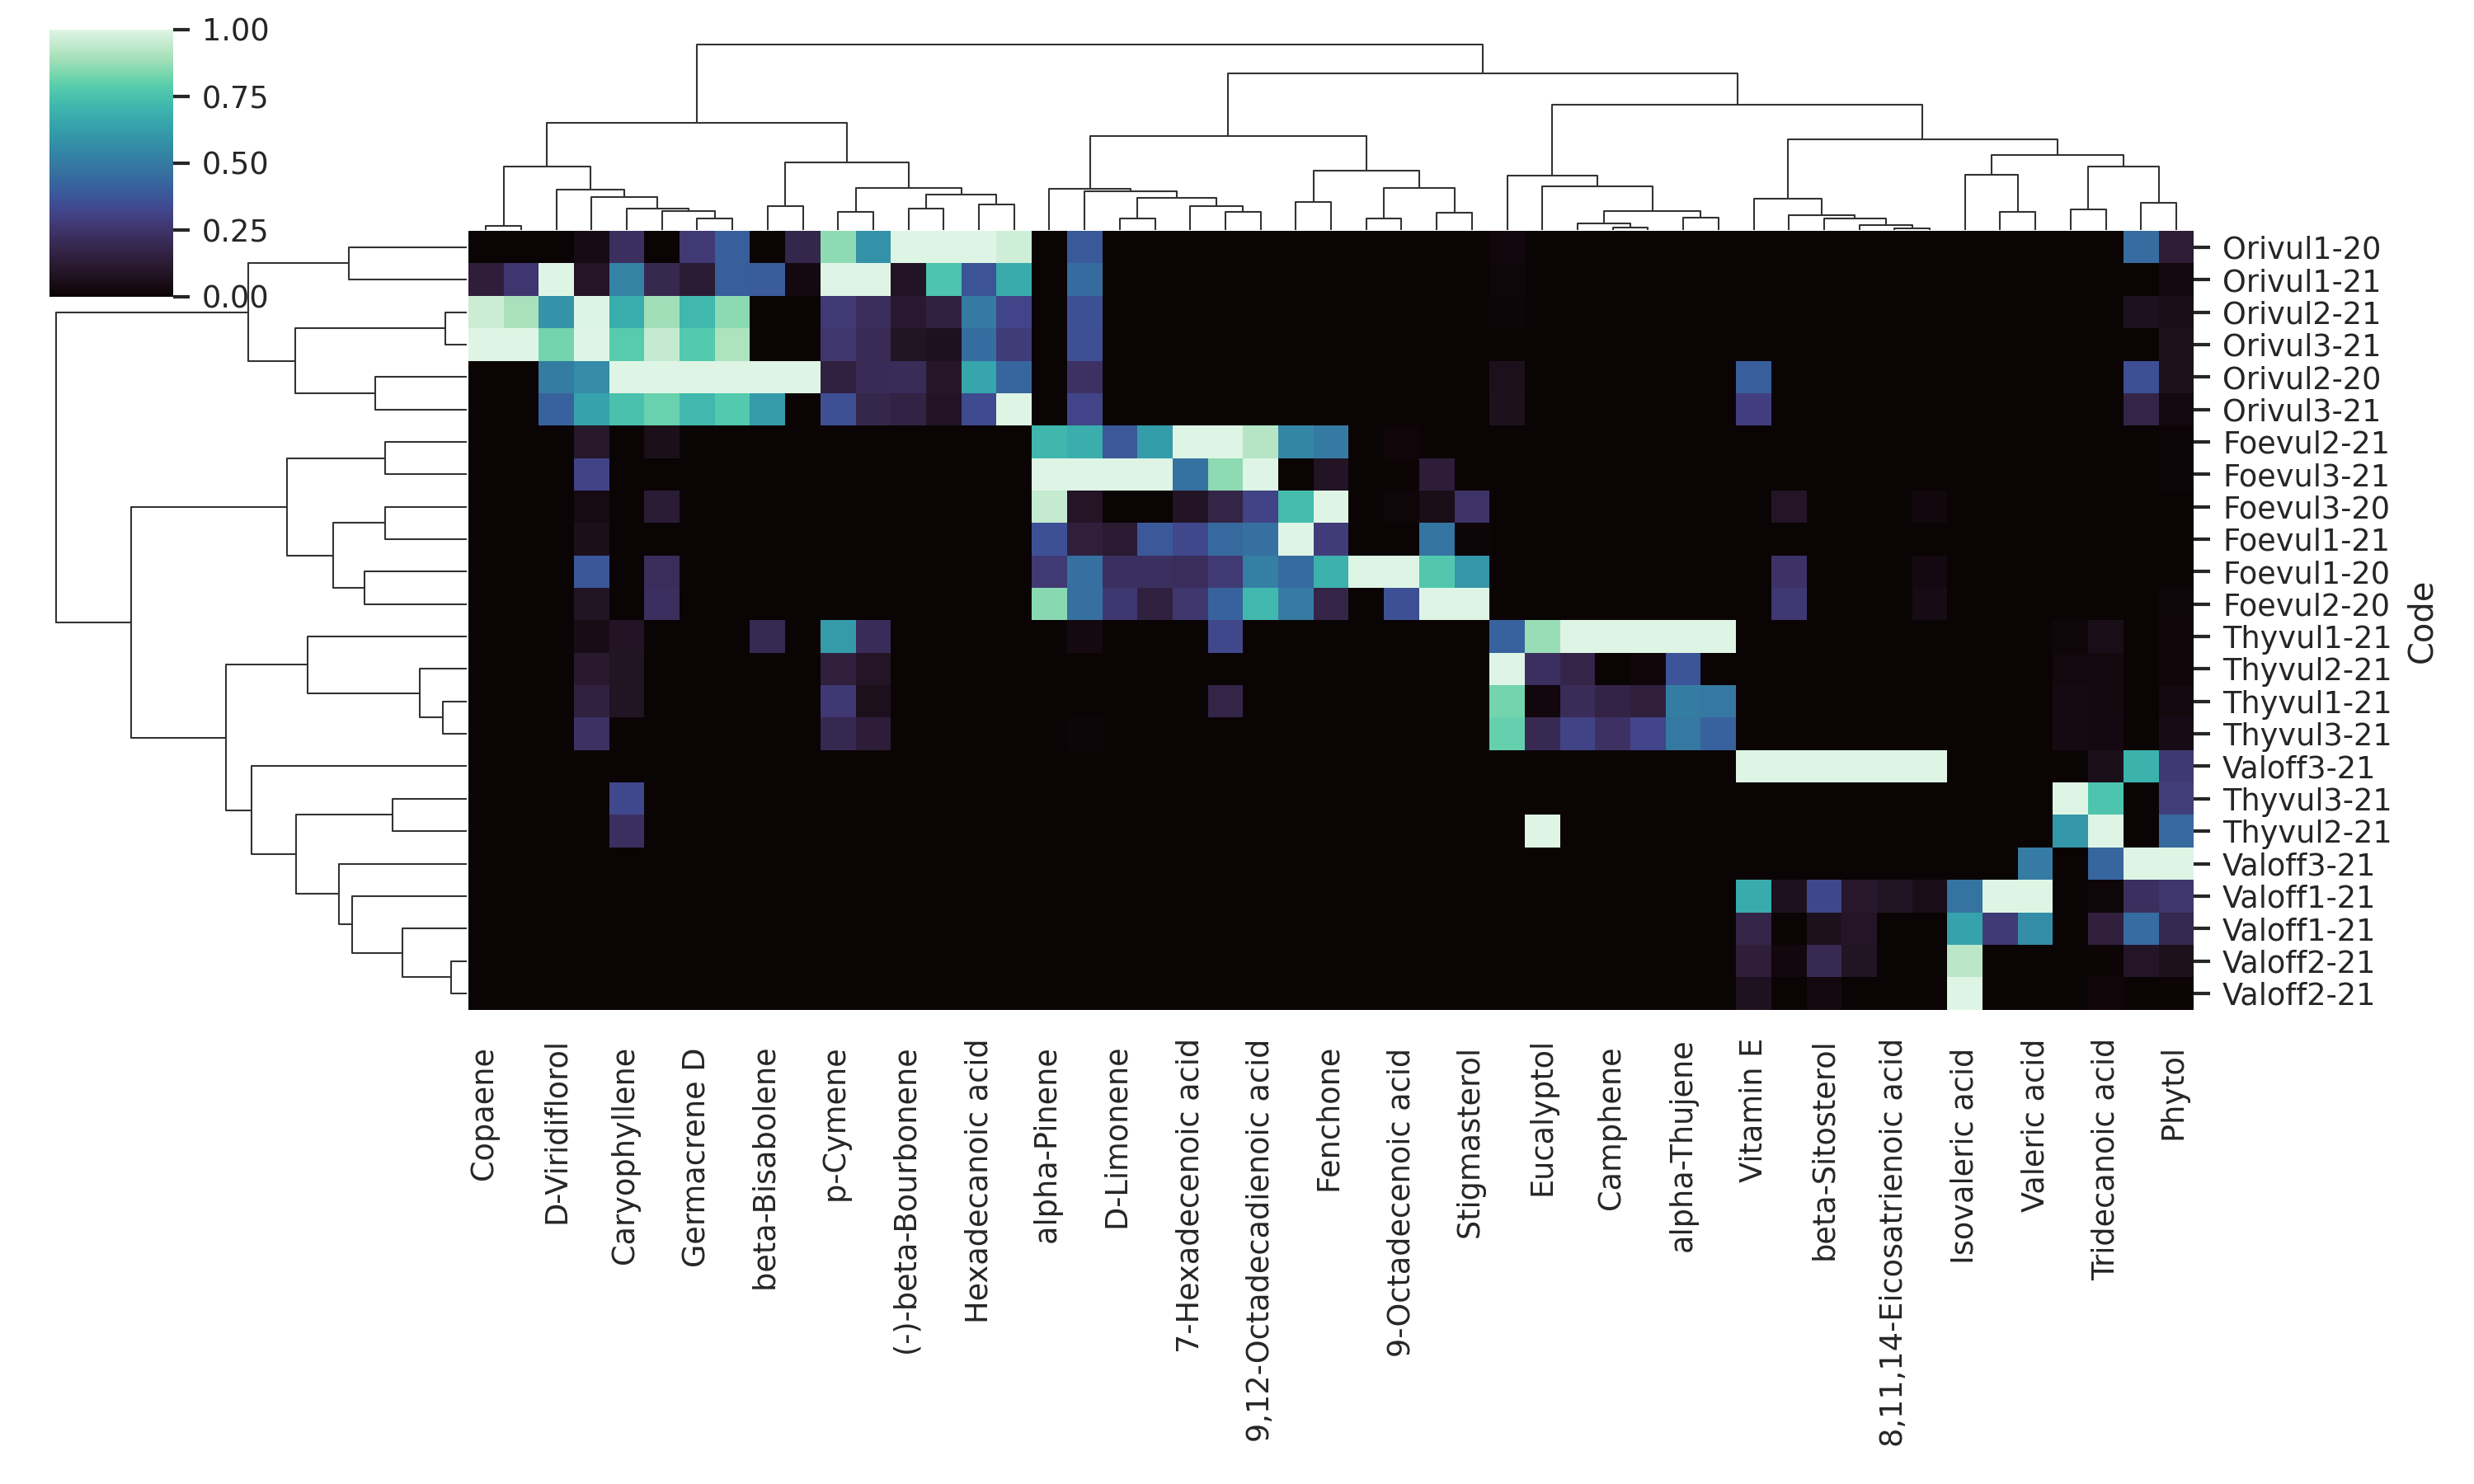 1.00
0.75
0.50
0.25
0.00
Orivul1-20
Orivul1-21
Orivul2-21
Orivul3-21
Orivul2-20
Orivul3-21
Foevul2-21
Foevul3-21
Foevul3-20
Foevul1-21
Foevul1-20
Foevul2-20
Thyvul1-21
Thyvul2-21
Thyvul1-21
Thyvul3-21
Valoff3-21
Thyvul3-21
Thyvul2-21
Valoff3-21
Valoff1-21
Valoff1-21
Valoff2-21
Valoff2-21
Code
Copaene
D-Viridiflorol
Caryophyllene
Germacrene D
beta-Bisabolene
p-Cymene
(-)-beta-Bourbonene
Hexadecanoic acid
alpha-Pinene
D-Limonene
7-Hexadecenoic acid
9,12-Octadecadienoic acid
Fenchone
9-Octadecenoic acid
Stigmasterol
Eucalyptol
Camphene
alpha-Thujene
Vitamin E
beta-Sitosterol
8,11,14-Eicosatrienoic acid
Isovaleric acid
Valeric acid
Tridecanoic acid
Phytol